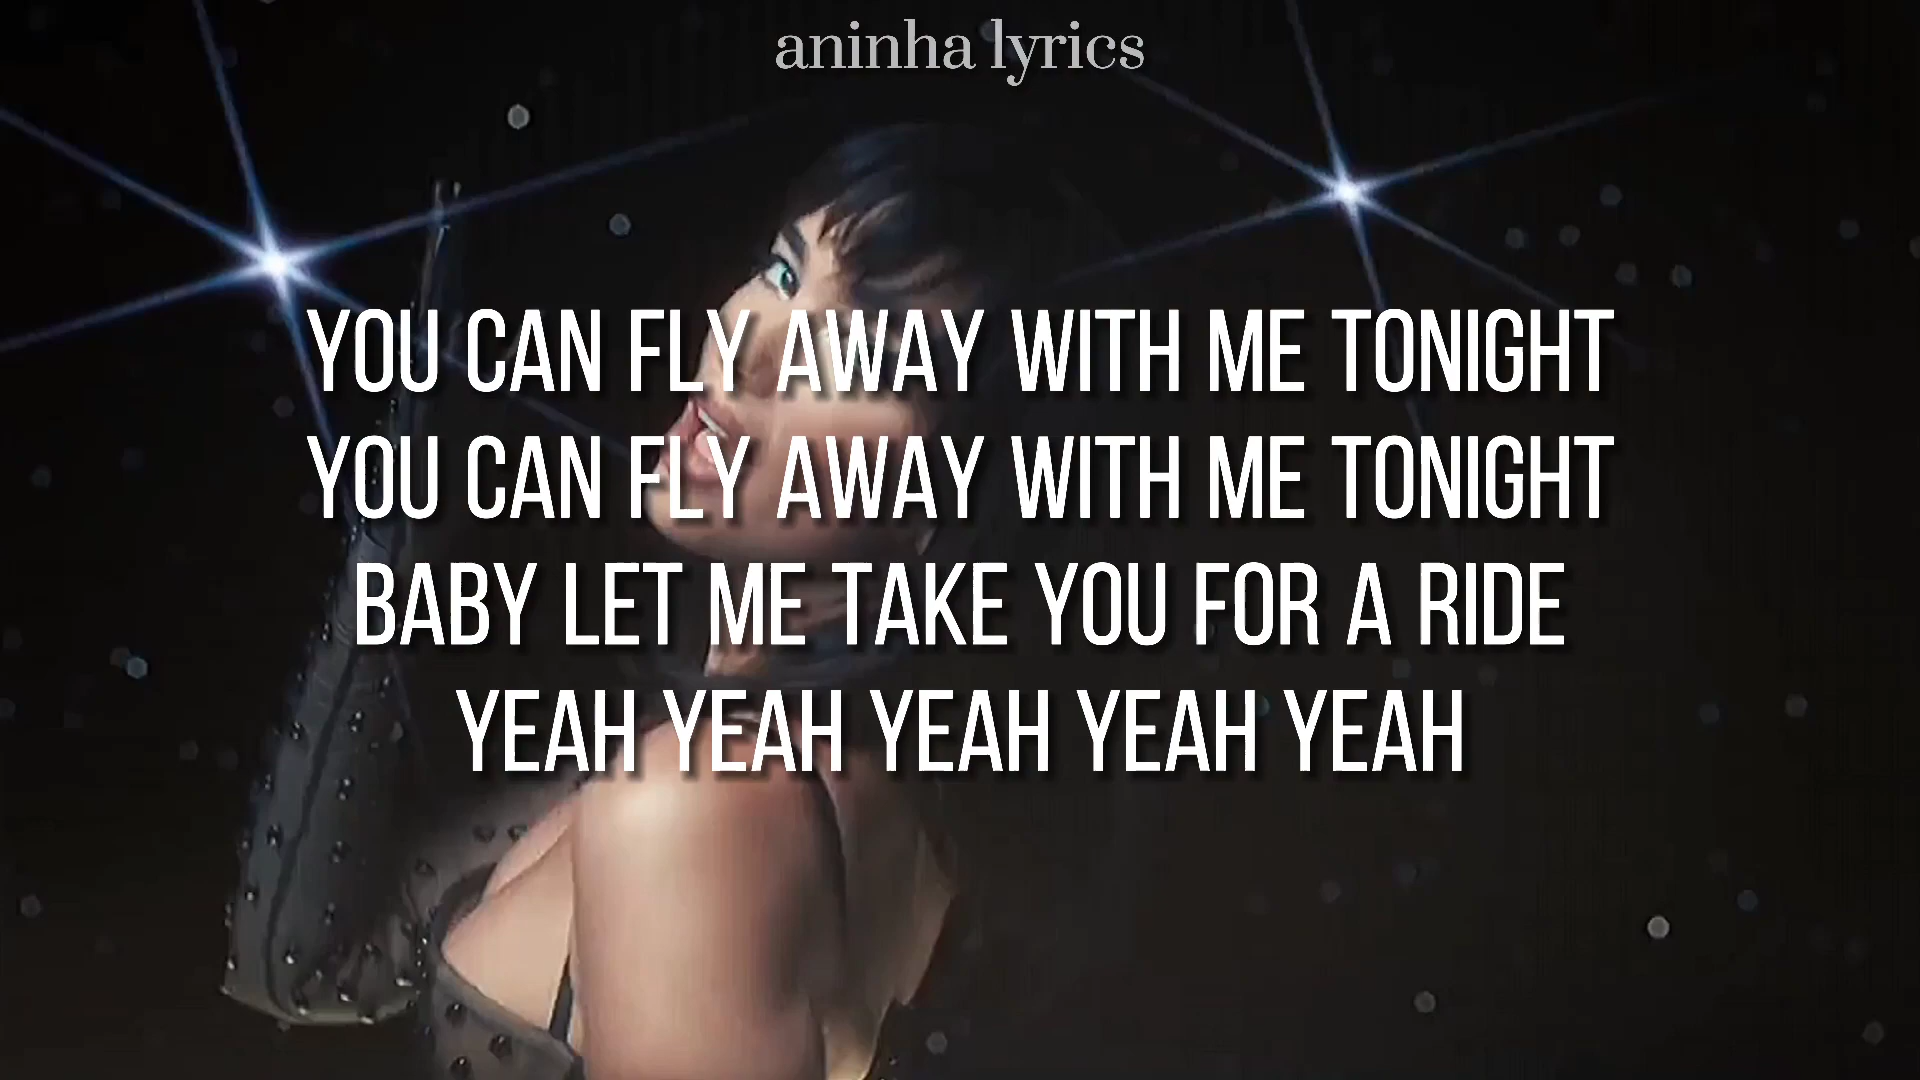 aninha lyrics
YOU CAN FLY AWAY WITH ME TONIGHT
YOU CAN FLY AWAY WITH ME TONIGHT
BABY LET ME TAKE YOU FOR A RIDE
YEAH YEAH YEAH YEAH YEAH